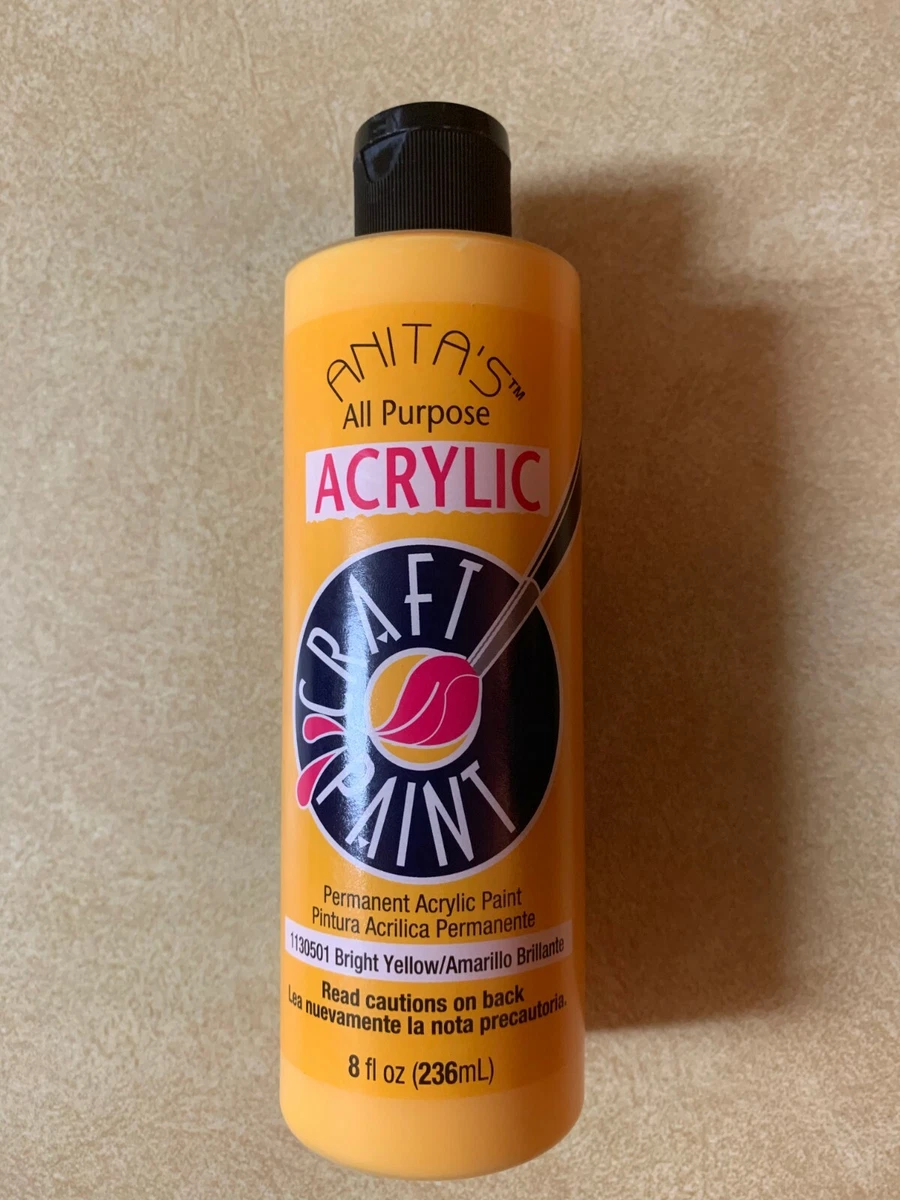 ANITA'S™
All Purpose
ACRYLIC
CRAFT
PAINT
Permanent Acrylic Paint
Pintura Acrilica Permanente
1130501 Bright Yellow/Amarillo Brillante
Read cautions on back
Lea nuevamente la nota precautoria.
8 fl oz (236mL)